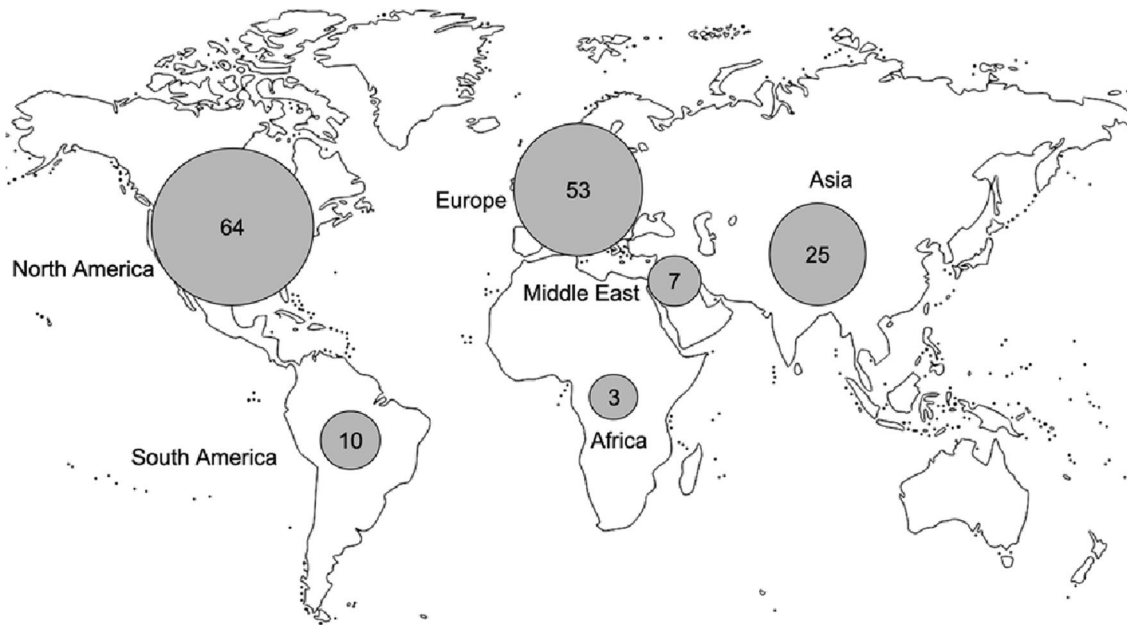 Asia
53
Europe
64
25
North America
7
Middle East
3
10
Africa
South America